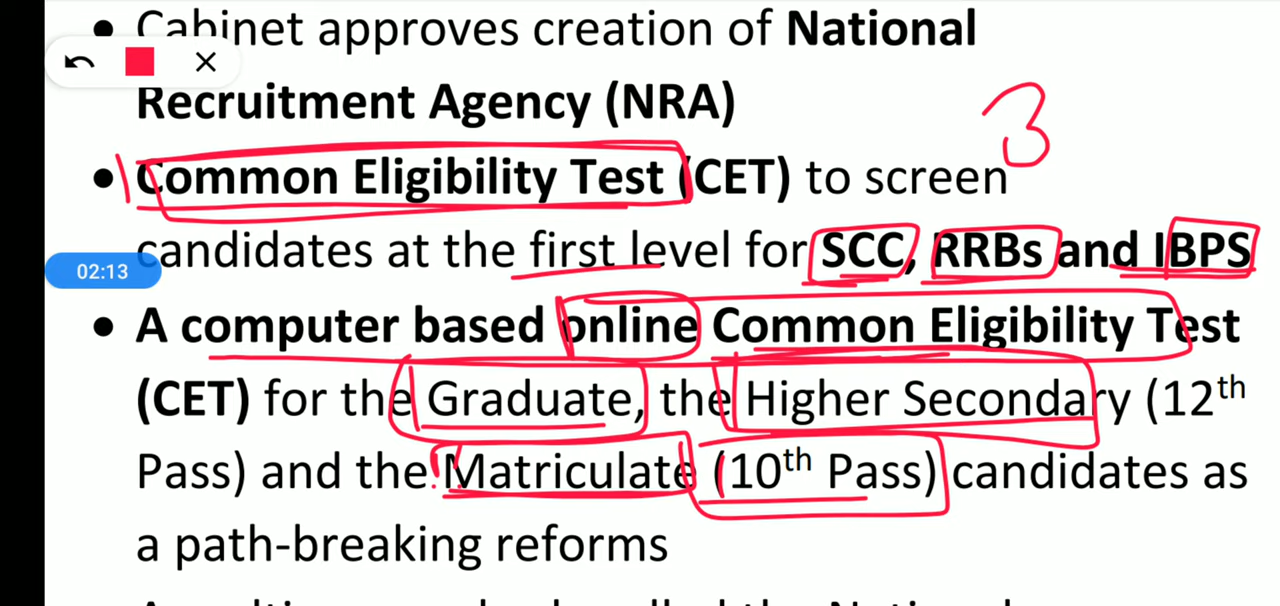 • Cabinet approves creation of National
Recruitment Agency (NRA)
3
• Common Eligibility Test (CET) to screen
candidates at the first level for SCC, RRBs and IBPS
02:13
• A computer based online Common Eligibility Test
(CET) for the Graduate, the Higher Secondary (12th
Pass) and the Matriculate (10th Pass) candidates as
a path-breaking reforms